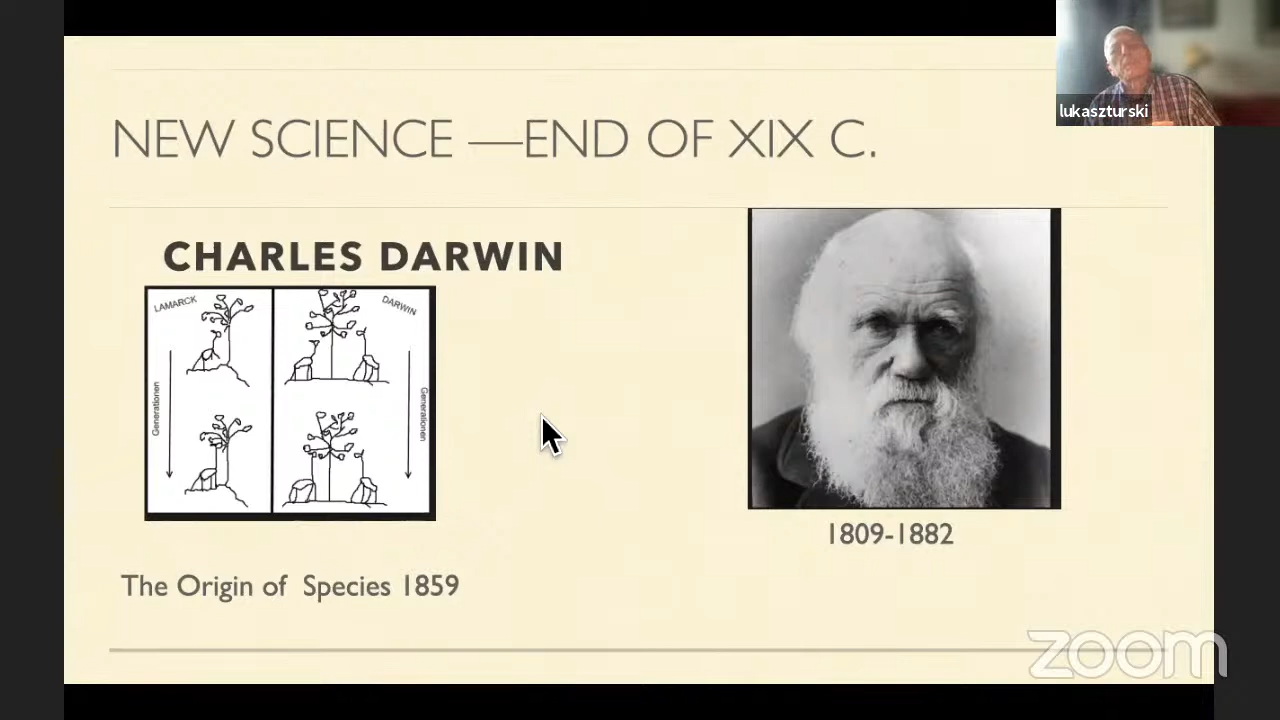 lukaszturski
NEW SCIENCE —END OF XIX C.
CHARLES DARWIN
LAMARCK
DARWIN
Generationen
Generationen
1809-1882
The Origin of Species 1859
zoom